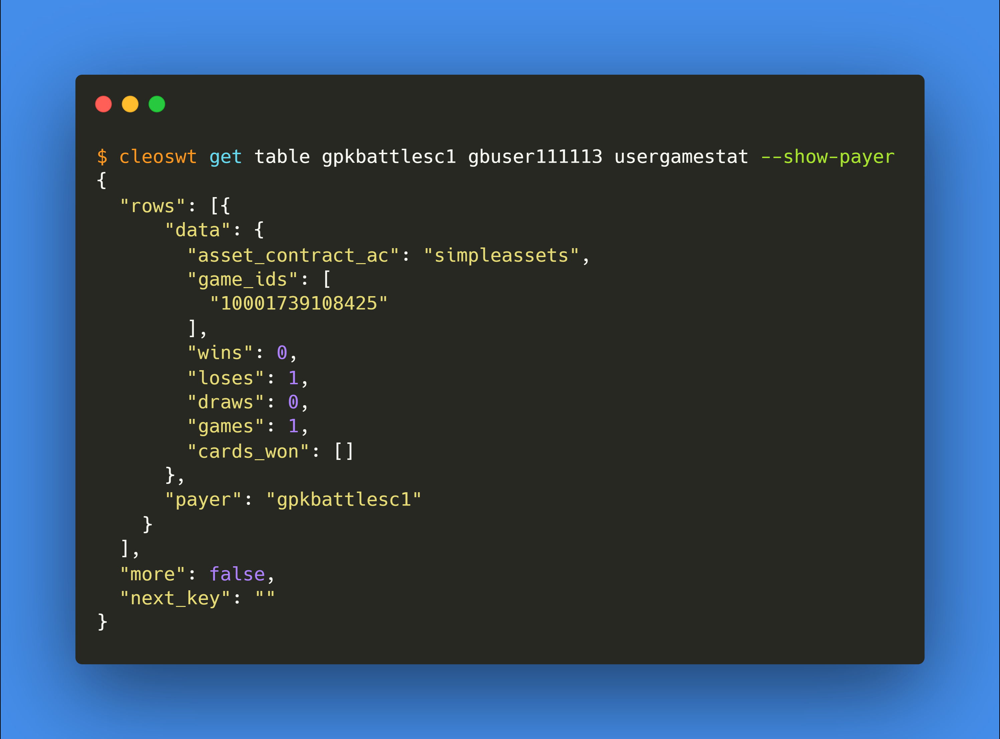 $ cleoswt get table gpkbattlesc1 gbuser111113 usergamestat --show-payer
{
  "rows": [{
      "data": {
        "asset_contract_ac": "simpleassets",
        "game_ids": [
          "10001739108425"
        ],
        "wins": 0,
        "loses": 1,
        "draws": 0,
        "games": 1,
        "cards_won": []
      },
      "payer": "gpkbattlesc1"
    }
  ],
  "more": false,
  "next_key": ""
}